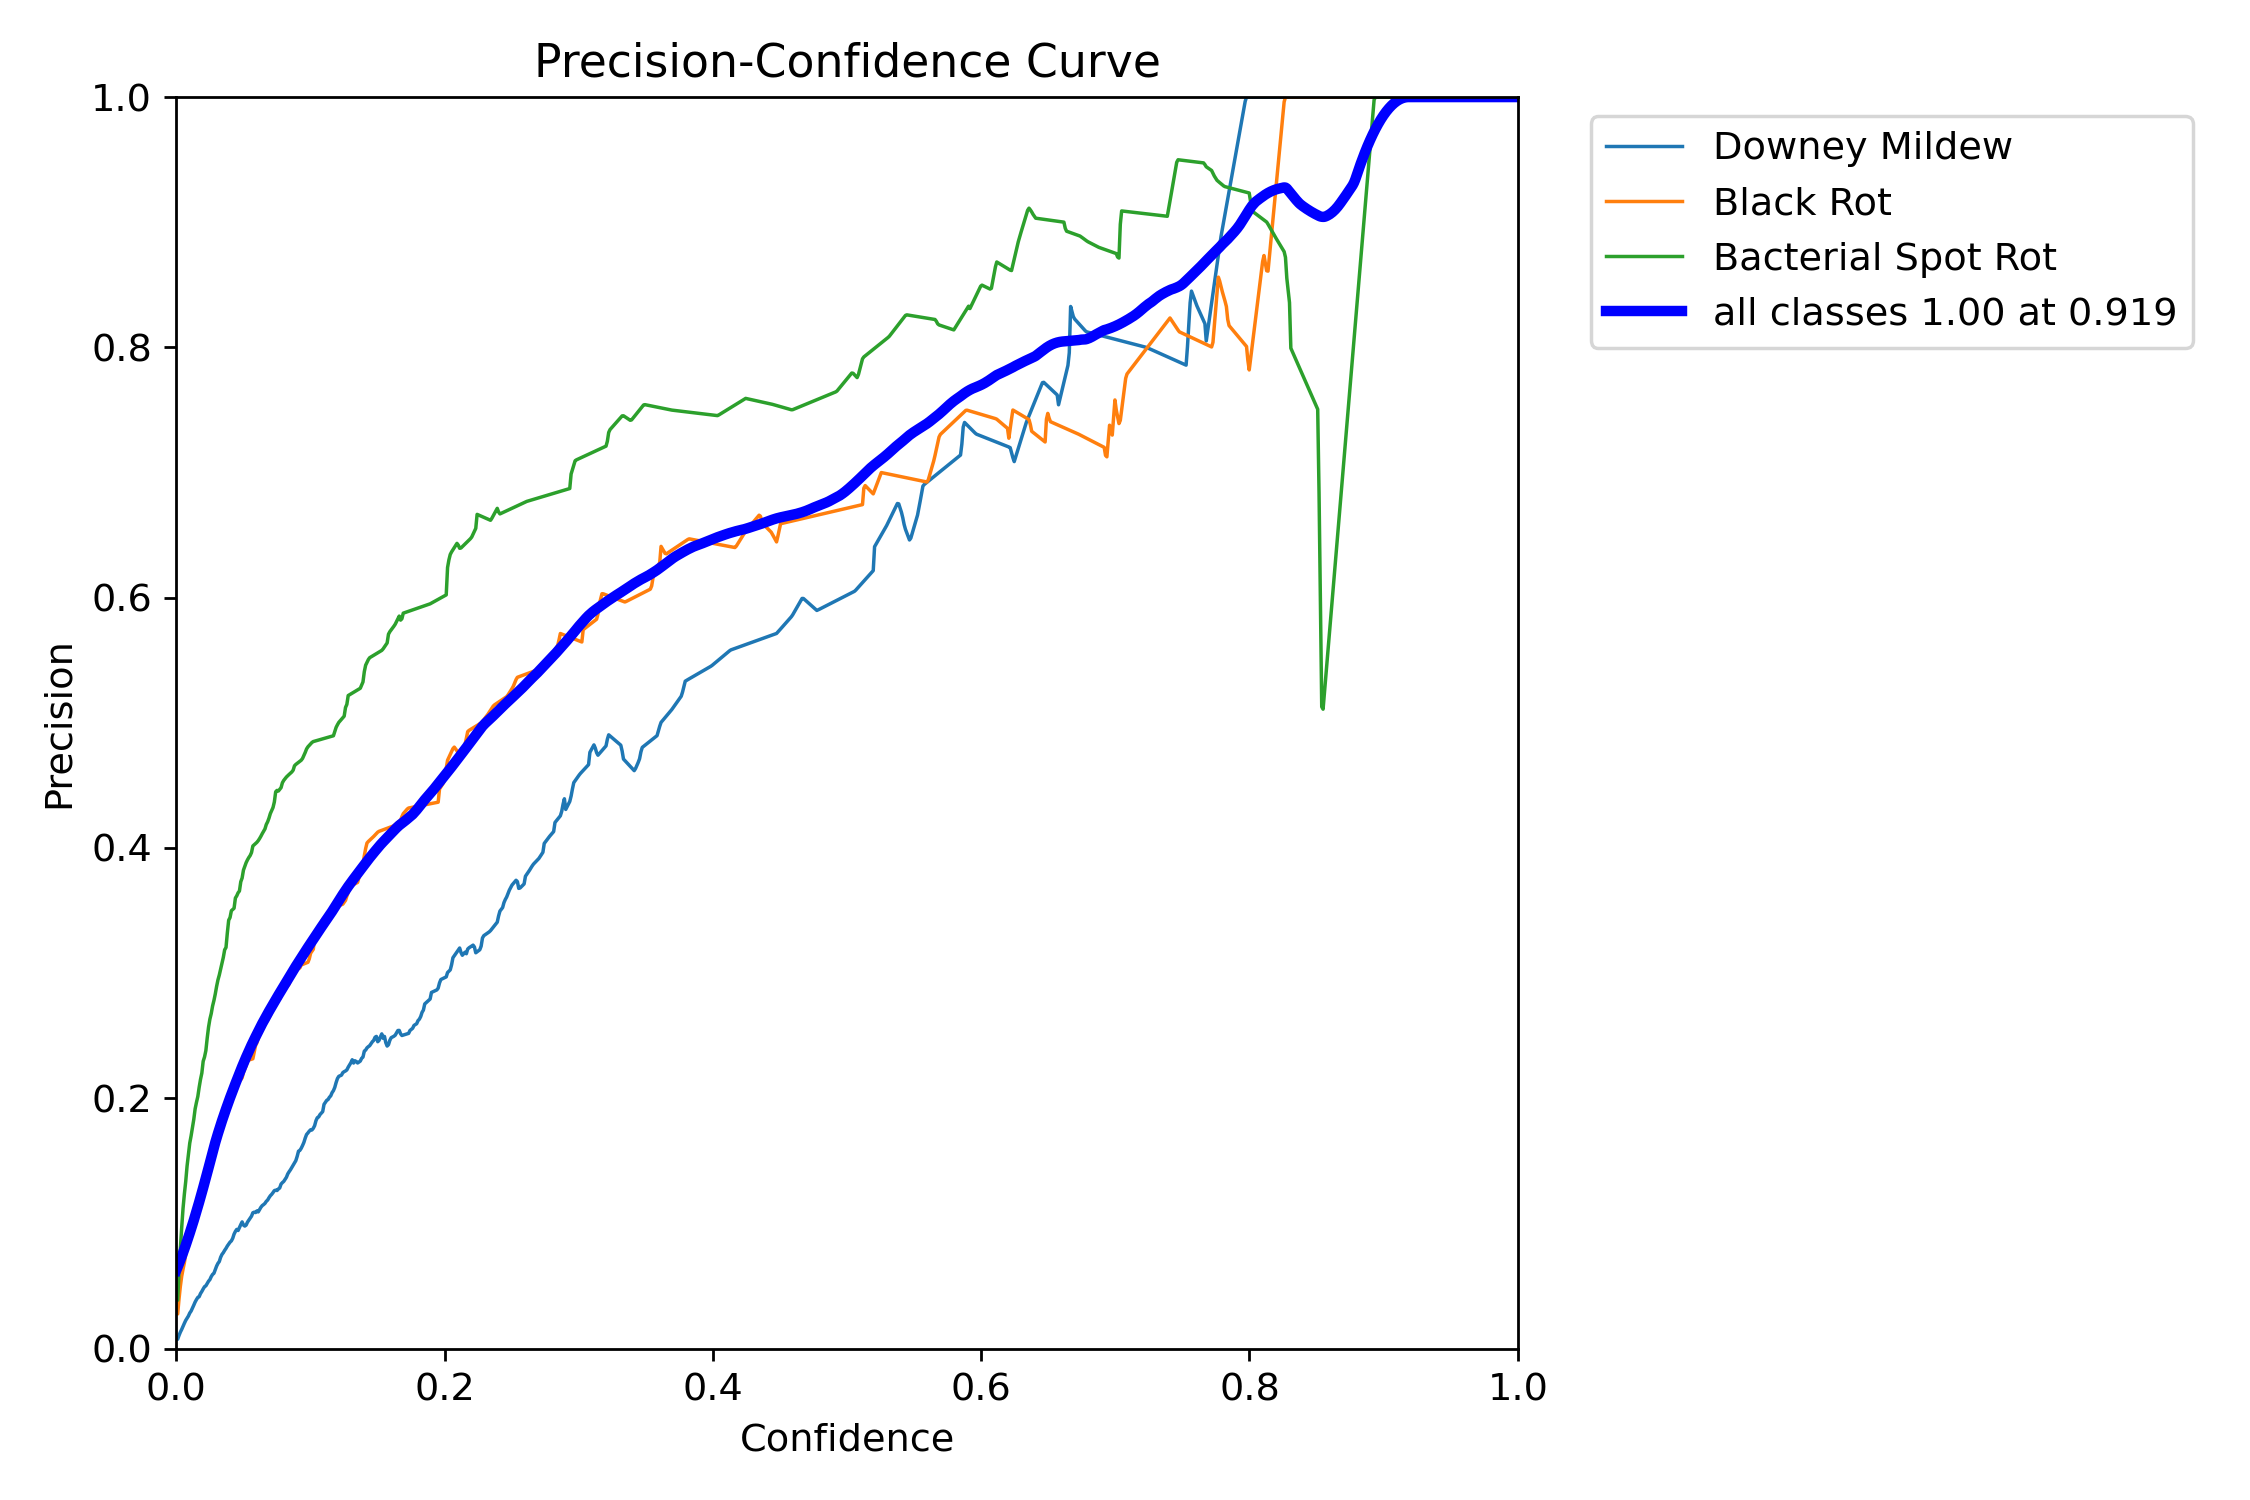 Precision-Confidence Curve
1.0
0.8
0.6
0.4
0.2
0.0
Precision
0.0 0.2 0.4 0.6 0.8 1.0
Confidence
Downey Mildew
Black Rot
Bacterial Spot Rot
all classes 1.00 at 0.919